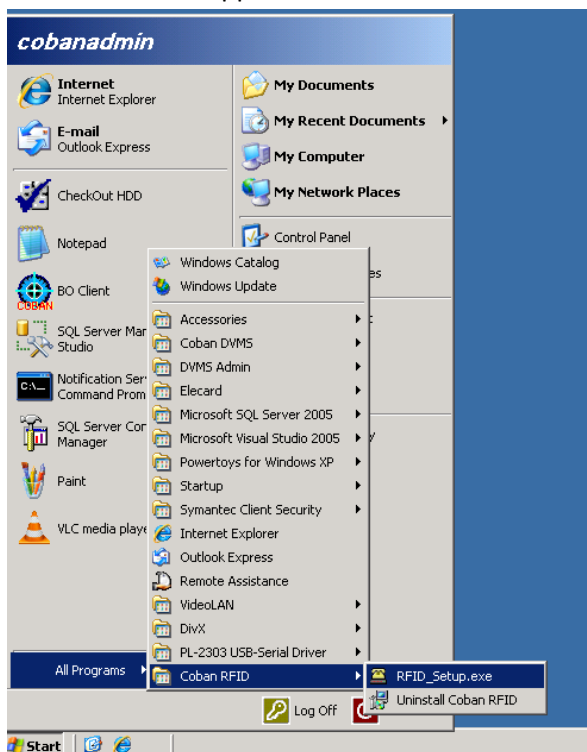 cobanadmin
Internet
Internet Explorer
E-mail
Outlook Express
CheckOut HDD
Notepad
BO Client
COBAN
SQL Server Mar
Studio
Notification Ser
Command Prom
SQL Server Cor
Manager
Paint
VLC media playe
All Programs
My Documents
My Recent Documents
My Computer
My Network Places
Control Panel
es
Windows Catalog
Windows Update
Accessories
Coban DVMS
DVMS Admin
Elecard
Microsoft SQL Server 2005
Microsoft Visual Studio 2005
Powertoys for Windows XP
Startup
Symantec Client Security
Internet Explorer
Outlook Express
Remote Assistance
VideoLAN
DivX
PL-2303 USB-Serial Driver
Coban RFID
RFID_Setup.exe
Uninstall Coban RFID
Log Off
Start